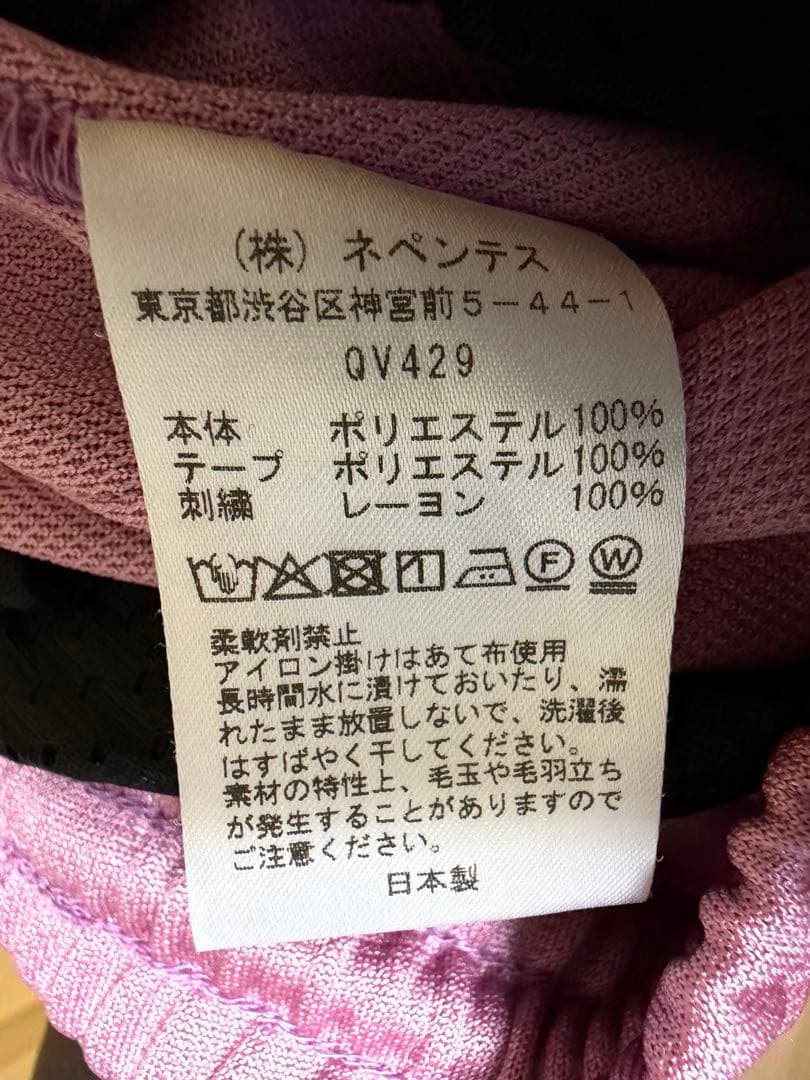 (株) ネペンテス
東京都渋谷区神宮前5-44-1
QV429
本体 ポリエステル100%
テープ ポリエステル100%
刺繍 レーヨン 100%
F W
柔軟剤禁止
アイロン掛けはあて布使用
長時間水に漬けておいたり、濡
れたまま放置しないで、洗濯後
はすばやく干してください。
素材の特性上、毛玉や毛羽立ち
が発生することがありますので
ご注意ください。
日本製